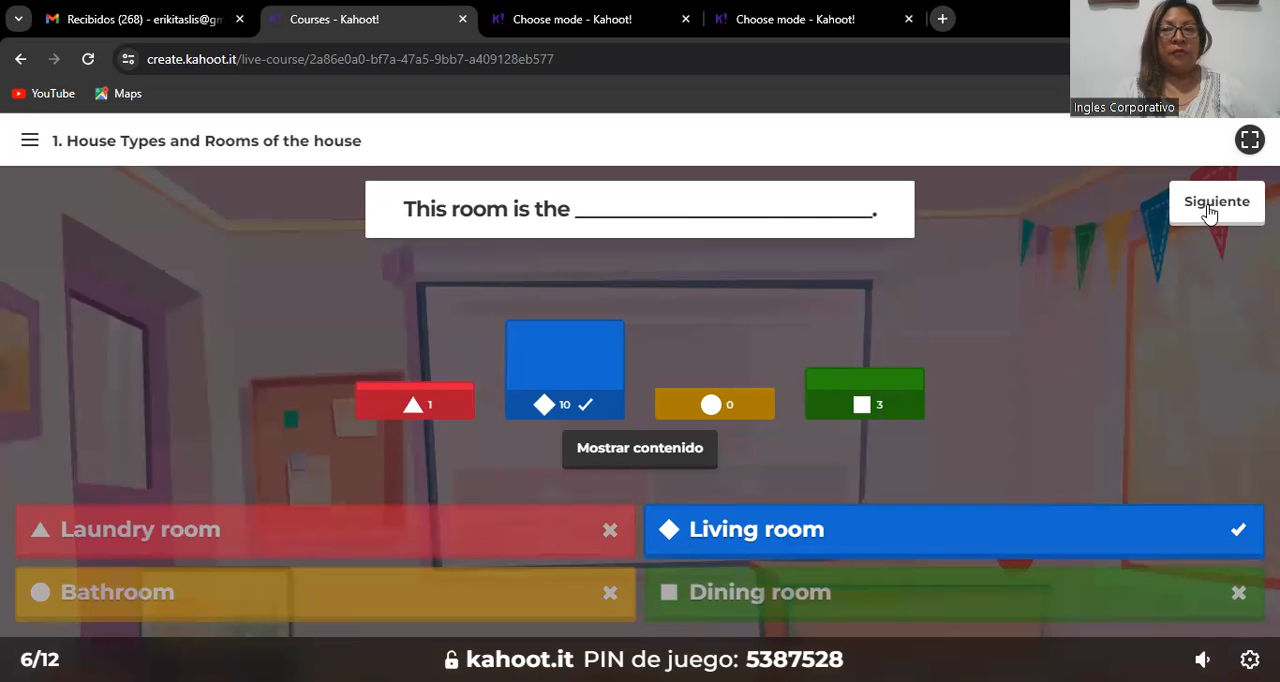 Recibidos (268) - erikitaslis@gm
Courses - Kahoot!
Choose mode - Kahoot!
Choose mode - Kahoot!
create.kahoot.it/live-course/2a86e0a0-bf7a-47a5-9bb7-a409128eb577
YouTube
Maps
Ingles Corporativo
1. House Types and Rooms of the house
This room is the ______________________.
Siguiente
1
10
0
3
Mostrar contenido
Laundry room
Living room
Bathroom
Dining room
6/12
kahoot.it PIN de juego: 5387528